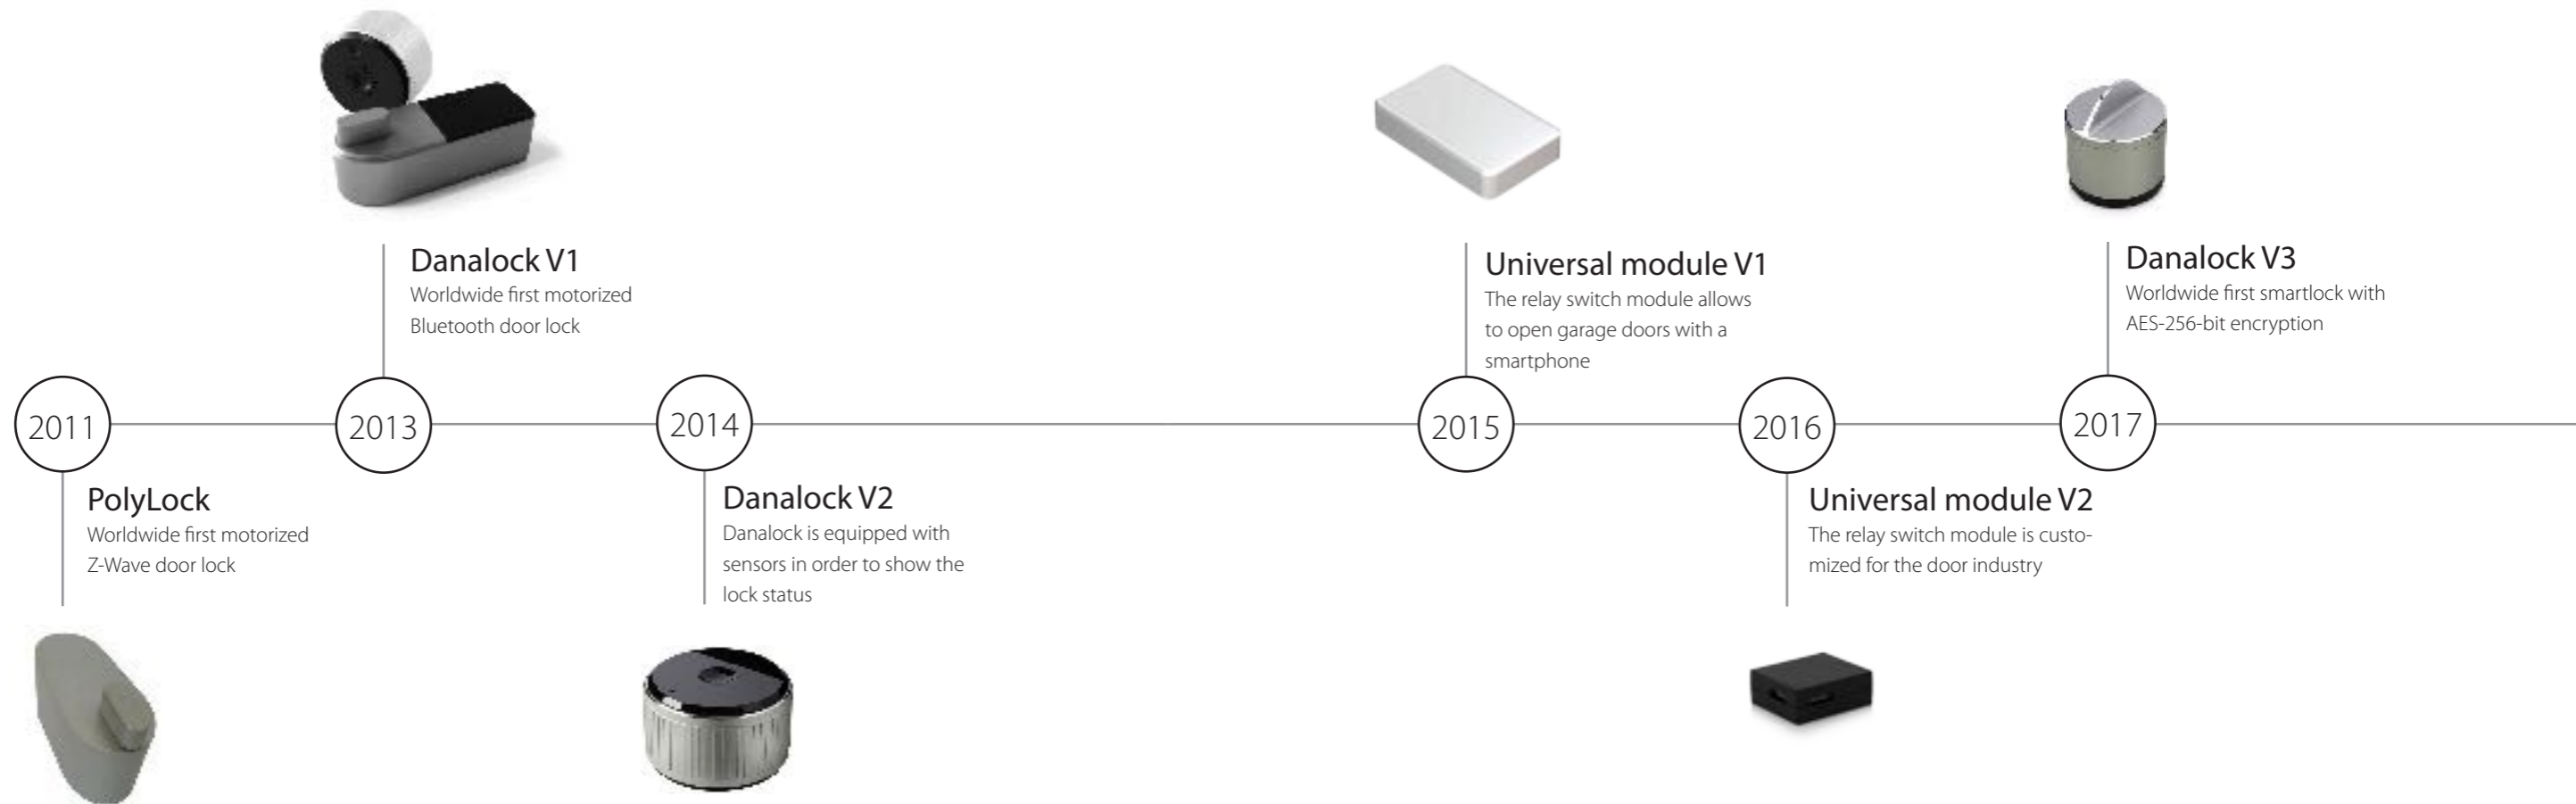 Danalock V1
Worldwide first motorized
Bluetooth door lock
Universal module V1
The relay switch module allows
to open garage doors with a
smartphone
Danalock V3
Worldwide first smartlock with
AES-256-bit encryption
2011
2013
2014
2015
2016
2017
PolyLock
Worldwide first motorized
Z-Wave door lock
Danalock V2
Danalock is equipped with
sensors in order to show the
lock status
Universal module V2
The relay switch module is custo-
mized for the door industry